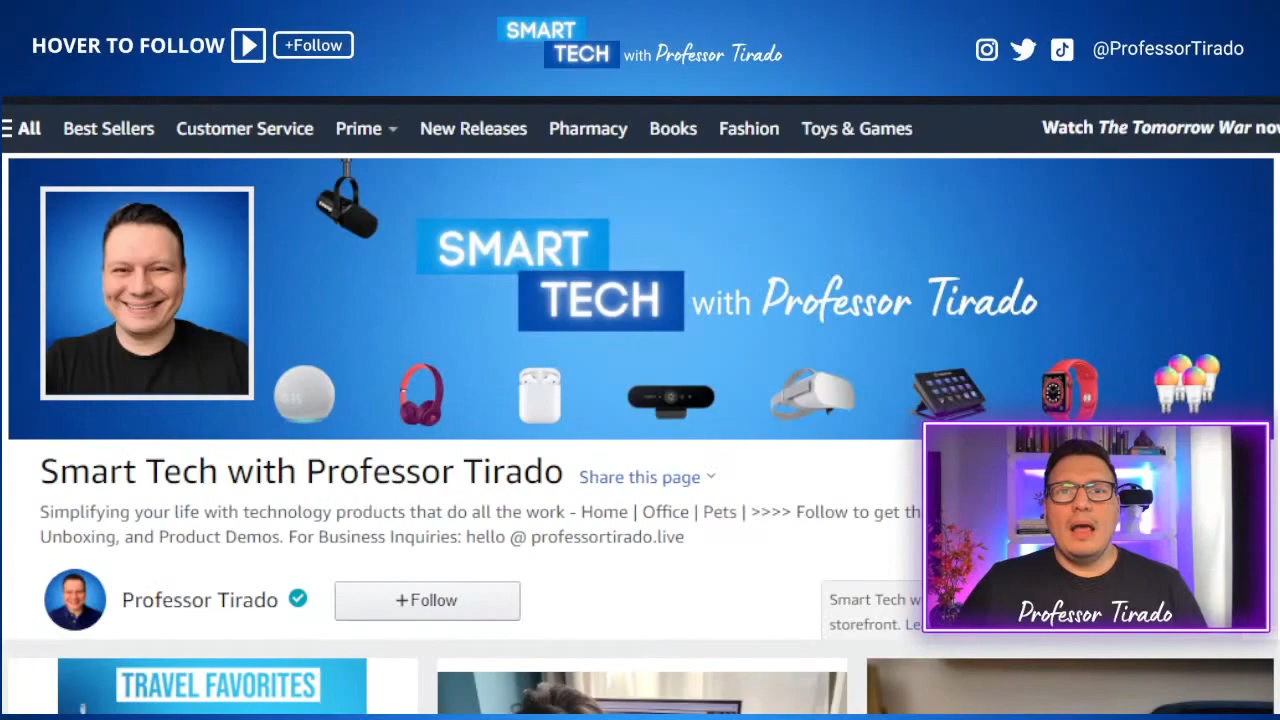 HOVER TO FOLLOW +Follow
SMART
TECH with Professor Tirado
@ProfessorTirado
All Best Sellers Customer Service Prime New Releases Pharmacy Books Fashion Toys & Games Watch The Tomorrow War now
SMART
TECH with Professor Tirado
Smart Tech with Professor Tirado Share this page
Simplifying your life with technology products that do all the work - Home | Office | Pets | >>>> Follow to get th
Unboxing, and Product Demos. For Business Inquiries: hello @ professortirado.live
Professor Tirado +Follow
Smart Tech w
storefront. Le
Professor Tirado
TRAVEL FAVORITES